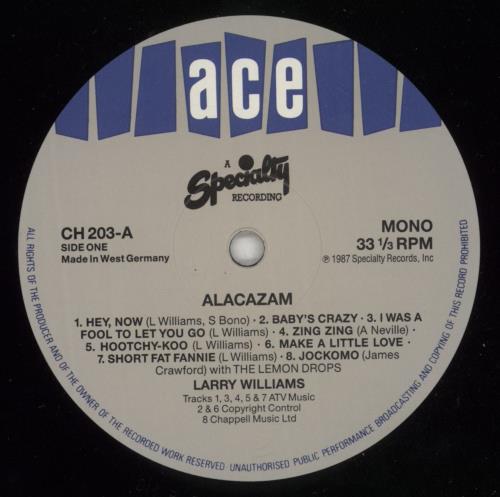 ace
A
Specialty
RECORDING
CH 203-A
SIDE ONE
Made In West Germany
MONO
33 1/3 RPM
℗ 1987 Specialty Records, Inc
ALACAZAM
1. HEY, NOW (L Williams, S Bono) · 2. BABY'S CRAZY · 3. I WAS A
FOOL TO LET YOU GO (L Williams) · 4. ZING ZING (A Neville) ·
5. HOOTCHY-KOO (L Williams) · 6. MAKE A LITTLE LOVE ·
7. SHORT FAT FANNIE (L Williams) · 8. JOCKOMO (James
Crawford) with THE LEMON DROPS
LARRY WILLIAMS
Tracks 1, 3, 4, 5 & 7 ATV Music
2 & 6 Copyright Control
8 Chappell Music Ltd
ALL RIGHTS OF THE PRODUCER AND OF THE OWNER OF THE RECORDED WORK RESERVED · UNAUTHORISED PUBLIC PERFORMANCE BROADCASTING AND COPYING OF THIS RECORD PROHIBITED